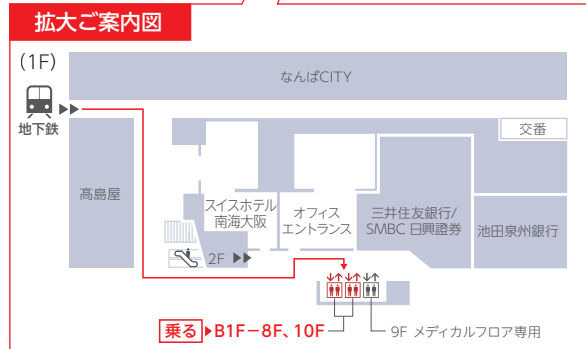 拡大ご案内図
(1F)
地下鉄
なんばCITY
交番
髙島屋
スイスホテル
南海大阪
オフィス
エントランス
三井住友銀行/
SMBC 日興證券
池田泉州銀行
2F
乗る B1F－8F、10F
9F メディカルフロア専用